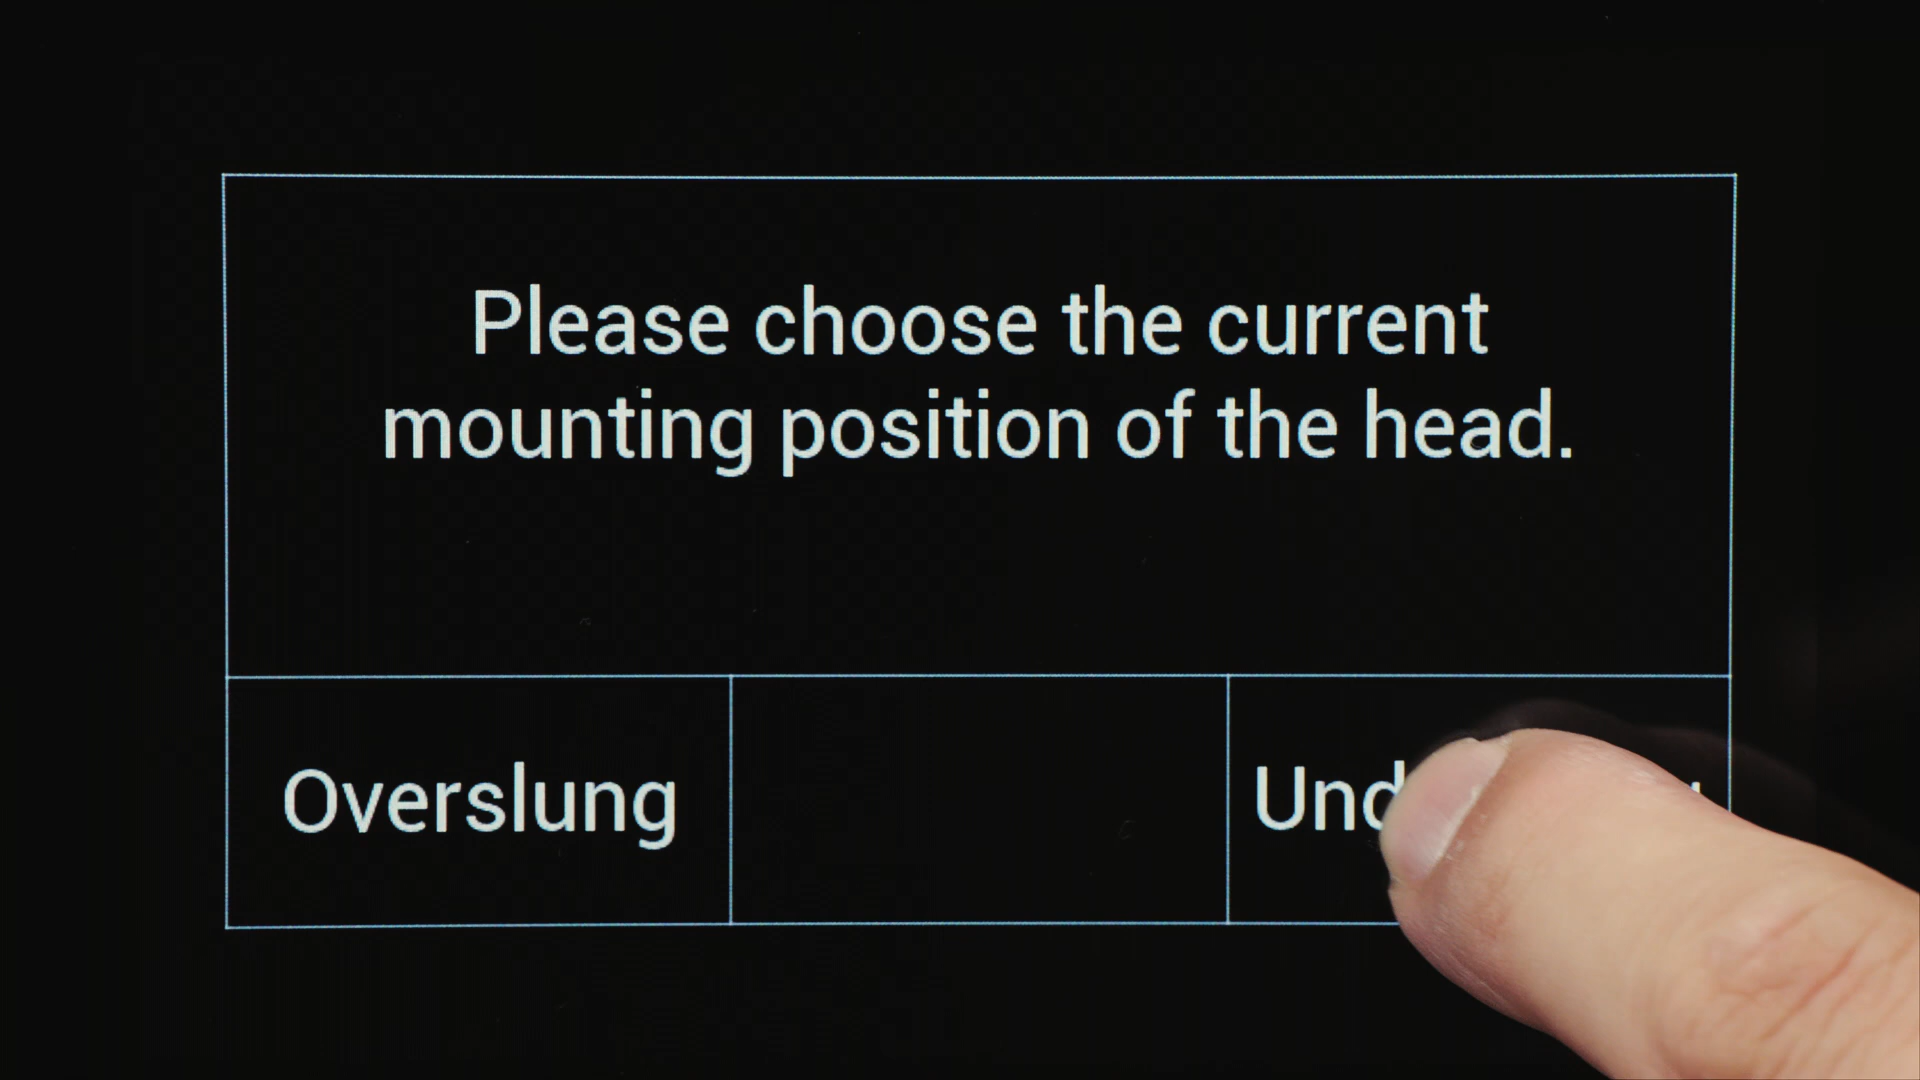 Please choose the current
mounting position of the head.
Overslung